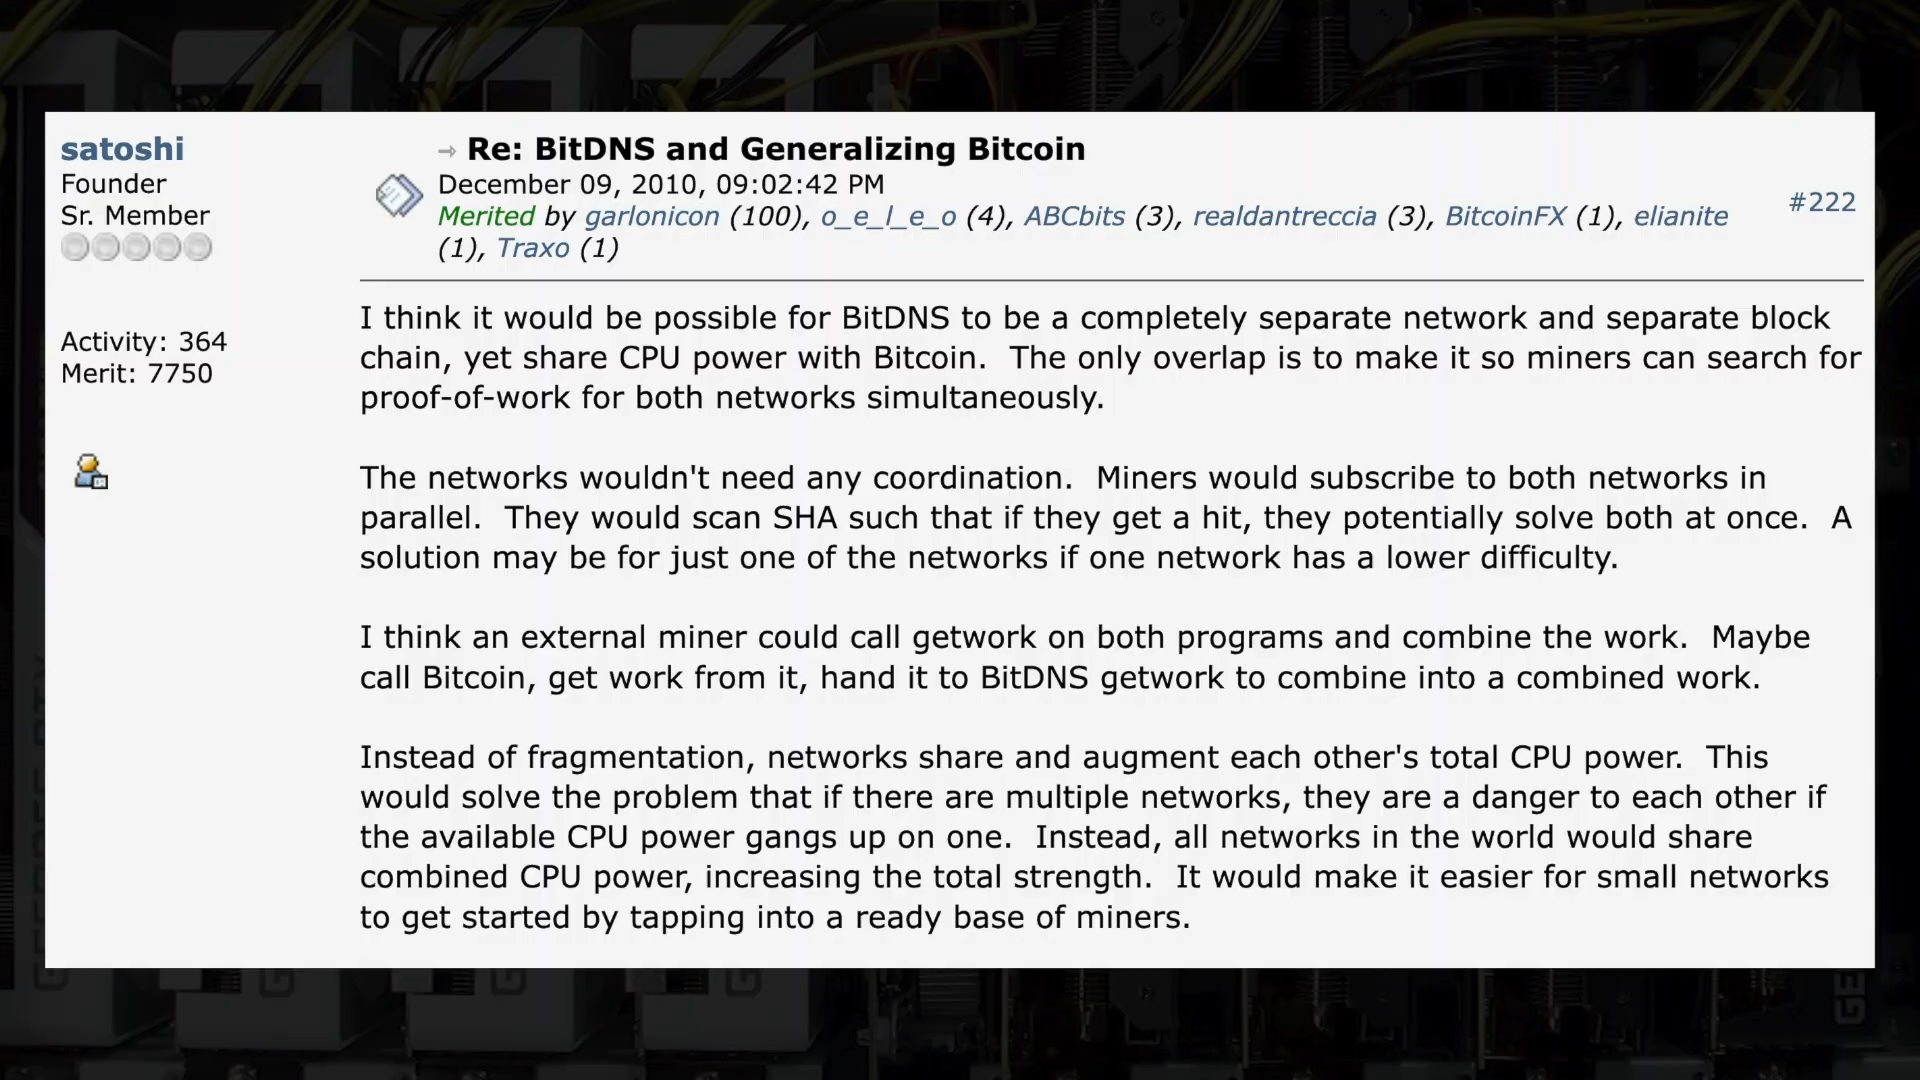 satoshi
Founder
Sr. Member
Activity: 364
Merit: 7750
→ Re: BitDNS and Generalizing Bitcoin
December 09, 2010, 09:02:42 PM
Merited by garlonicon (100), o_e_l_e_o (4), ABCbits (3), realdantreccia (3), BitcoinFX (1), elianite
(1), Traxo (1)
#222
I think it would be possible for BitDNS to be a completely separate network and separate block
chain, yet share CPU power with Bitcoin.  The only overlap is to make it so miners can search for
proof-of-work for both networks simultaneously.
The networks wouldn't need any coordination.  Miners would subscribe to both networks in
parallel.  They would scan SHA such that if they get a hit, they potentially solve both at once.  A
solution may be for just one of the networks if one network has a lower difficulty.
I think an external miner could call getwork on both programs and combine the work.  Maybe
call Bitcoin, get work from it, hand it to BitDNS getwork to combine into a combined work.
Instead of fragmentation, networks share and augment each other's total CPU power.  This
would solve the problem that if there are multiple networks, they are a danger to each other if
the available CPU power gangs up on one.  Instead, all networks in the world would share
combined CPU power, increasing the total strength.  It would make it easier for small networks
to get started by tapping into a ready base of miners.